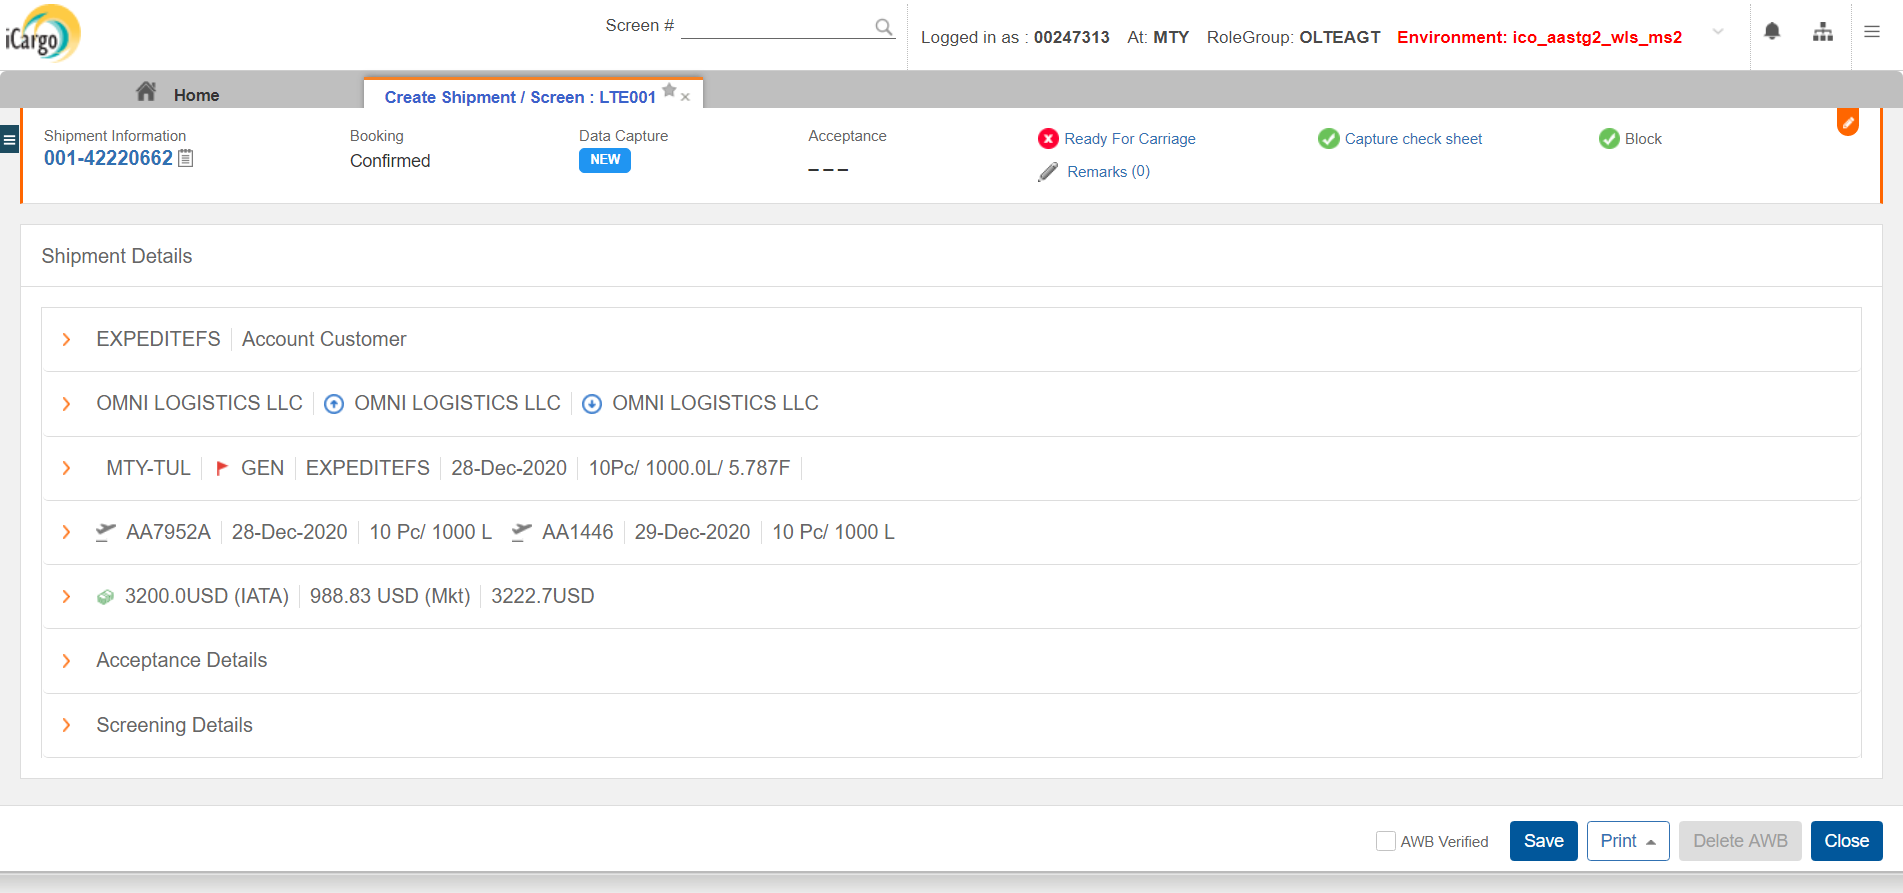 iCargo
Screen #
Logged in as : 00247313 At: MTY RoleGroup: OLTEAGT Environment: ico_aastg2_wls_ms2
Home
Create Shipment / Screen : LTE001
Shipment Information
001-42220662
Booking
Confirmed
Data Capture
NEW
Acceptance
– – –
Ready For Carriage
Remarks (0)
Capture check sheet
Block
Shipment Details
EXPEDITEFS Account Customer
OMNI LOGISTICS LLC OMNI LOGISTICS LLC OMNI LOGISTICS LLC
MTY-TUL GEN EXPEDITEFS 28-Dec-2020 10Pc/ 1000.0L/ 5.787F
AA7952A 28-Dec-2020 10 Pc/ 1000 L AA1446 29-Dec-2020 10 Pc/ 1000 L
3200.0USD (IATA) 988.83 USD (Mkt) 3222.7USD
Acceptance Details
Screening Details
AWB Verified Save Print Delete AWB Close